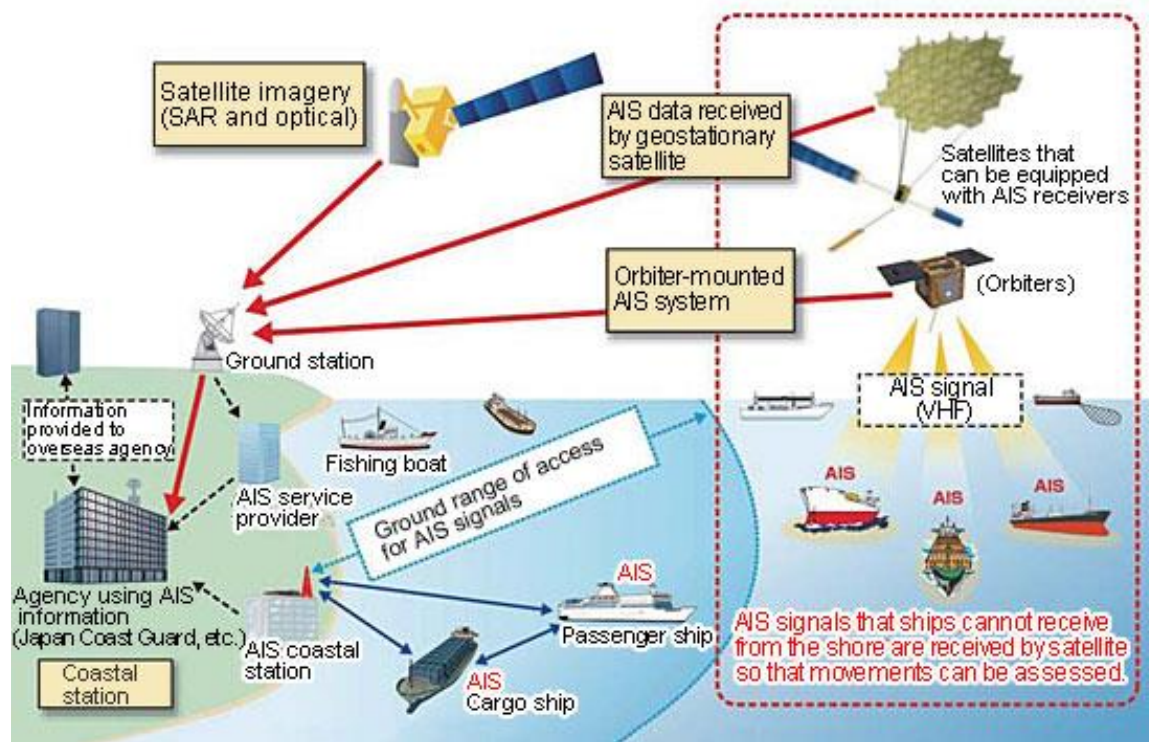 Satellite imagery
(SAR and optical)
AIS data received
by geostationary
satellite
Satellites that
can be equipped
with AIS receivers
Orbiter-mounted
AIS system
(Orbiters)
Ground station
AIS signal
(VHF)
Information
provided to
overseas agency
Fishing boat
AIS service
provider
Ground range of access
for AIS signals
AIS
AIS
AIS
Agency using AIS
information
(Japan Coast Guard, etc.)
AIS coastal
station
AIS
Passenger ship
AIS
Cargo ship
AIS signals that ships cannot receive
from the shore are received by satellite
so that movements can be assessed.
Coastal
station